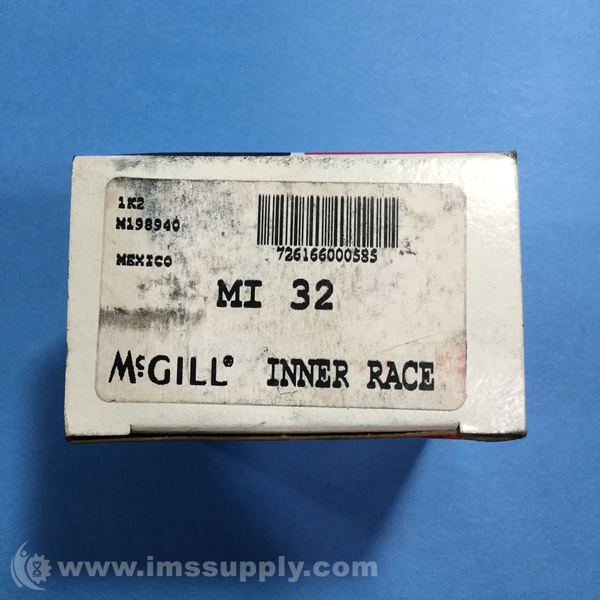 1K2
M198940
MEXICO
726166000585
MI 32
McGILL® INNER RACE
www.imssupply.com